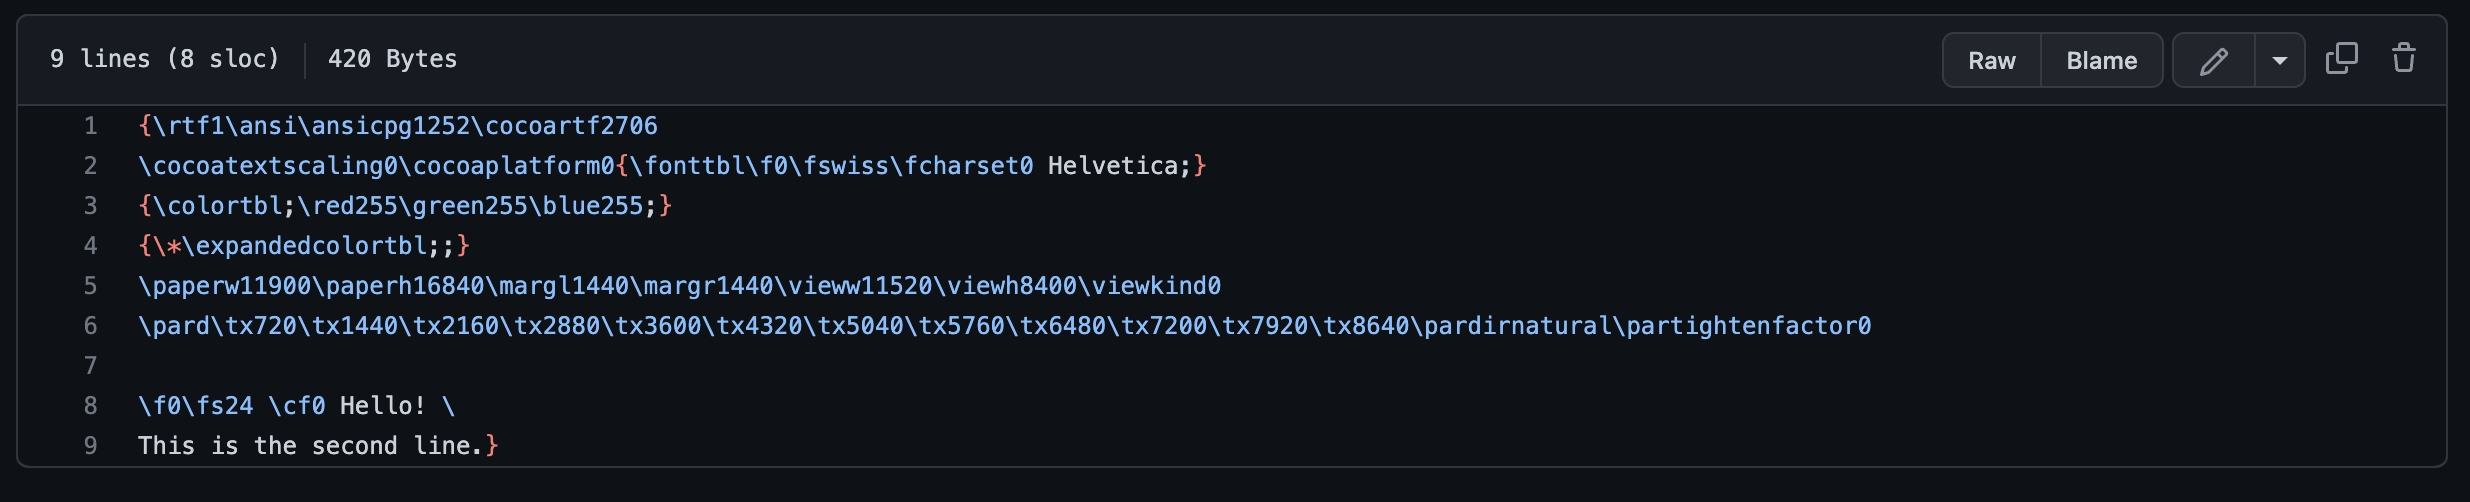 9 lines (8 sloc) 420 Bytes Raw Blame
1 {\rtf1\ansi\ansicpg1252\cocoartf2706
2 \cocoatextscaling0\cocoaplatform0{\fonttbl\f0\fswiss\fcharset0 Helvetica;}
3 {\colortbl;\red255\green255\blue255;}
4 {\*\expandedcolortbl;;}
5 \paperw11900\paperh16840\margl1440\margr1440\vieww11520\viewh8400\viewkind0
6 \pard\tx720\tx1440\tx2160\tx2880\tx3600\tx4320\tx5040\tx5760\tx6480\tx7200\tx7920\tx8640\pardirnatural\partightenfactor0
7
8 \f0\fs24 \cf0 Hello! \
9 This is the second line.}